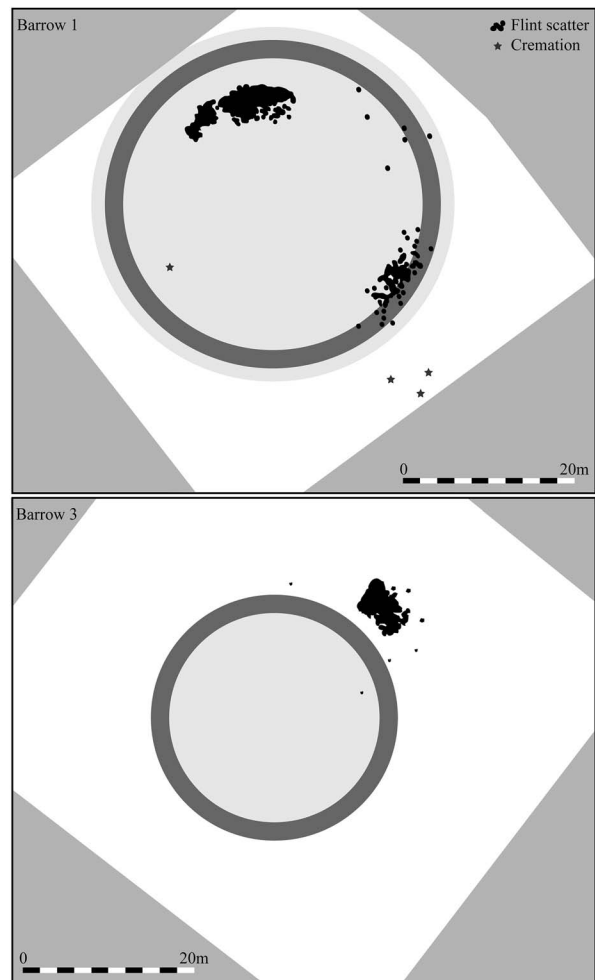 Barrow 1
Flint scatter
Cremation
0 20m
Barrow 3
0 20m